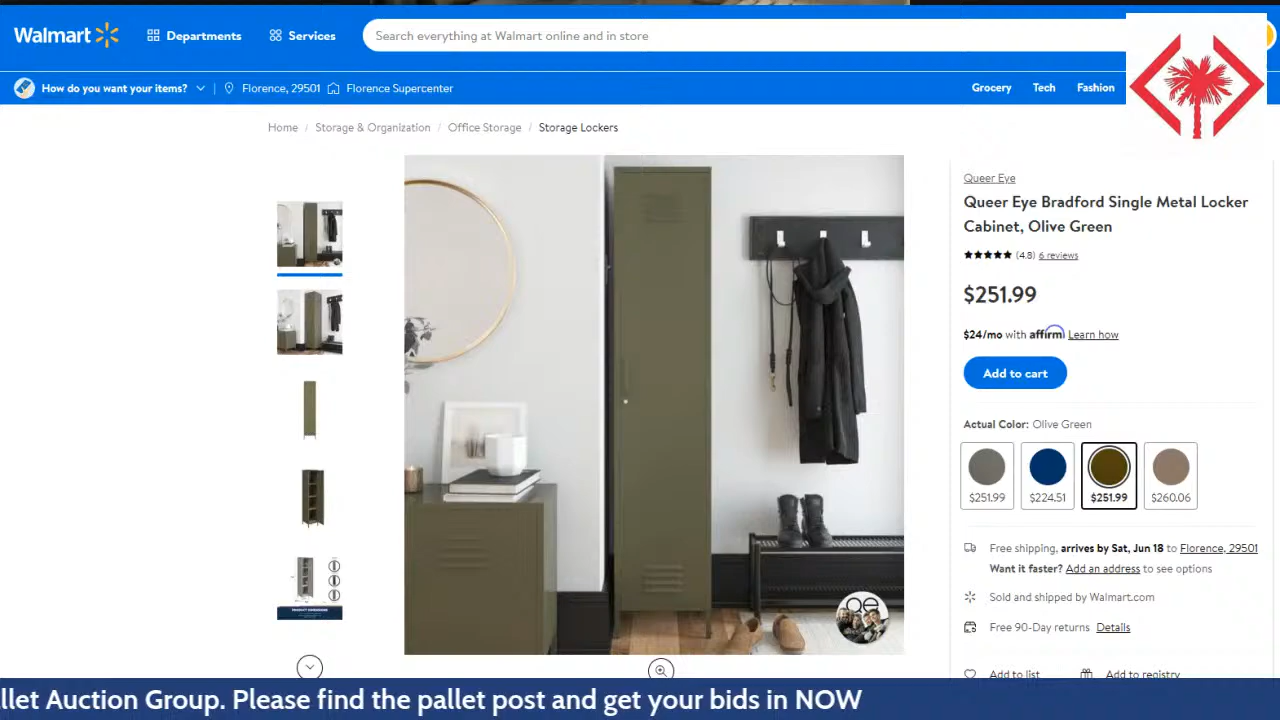 Walmart
Departments
Services
Search everything at Walmart online and in store
How do you want your items?
Florence, 29501
Florence Supercenter
Grocery
Tech
Fashion
Home / Storage & Organization / Office Storage / Storage Lockers
Queer Eye
Queer Eye Bradford Single Metal Locker
Cabinet, Olive Green
(4.8) 6 reviews
$251.99
$24/mo with affirm Learn how
Add to cart
Actual Color: Olive Green
$251.99
$224.51
$251.99
$260.06
Free shipping, arrives by Sat, Jun 18 to Florence, 29501
Want it faster? Add an address to see options
Sold and shipped by Walmart.com
Free 90-Day returns Details
Add to list
Add to registry
qe
llet Auction Group. Please find the pallet post and get your bids in NOW